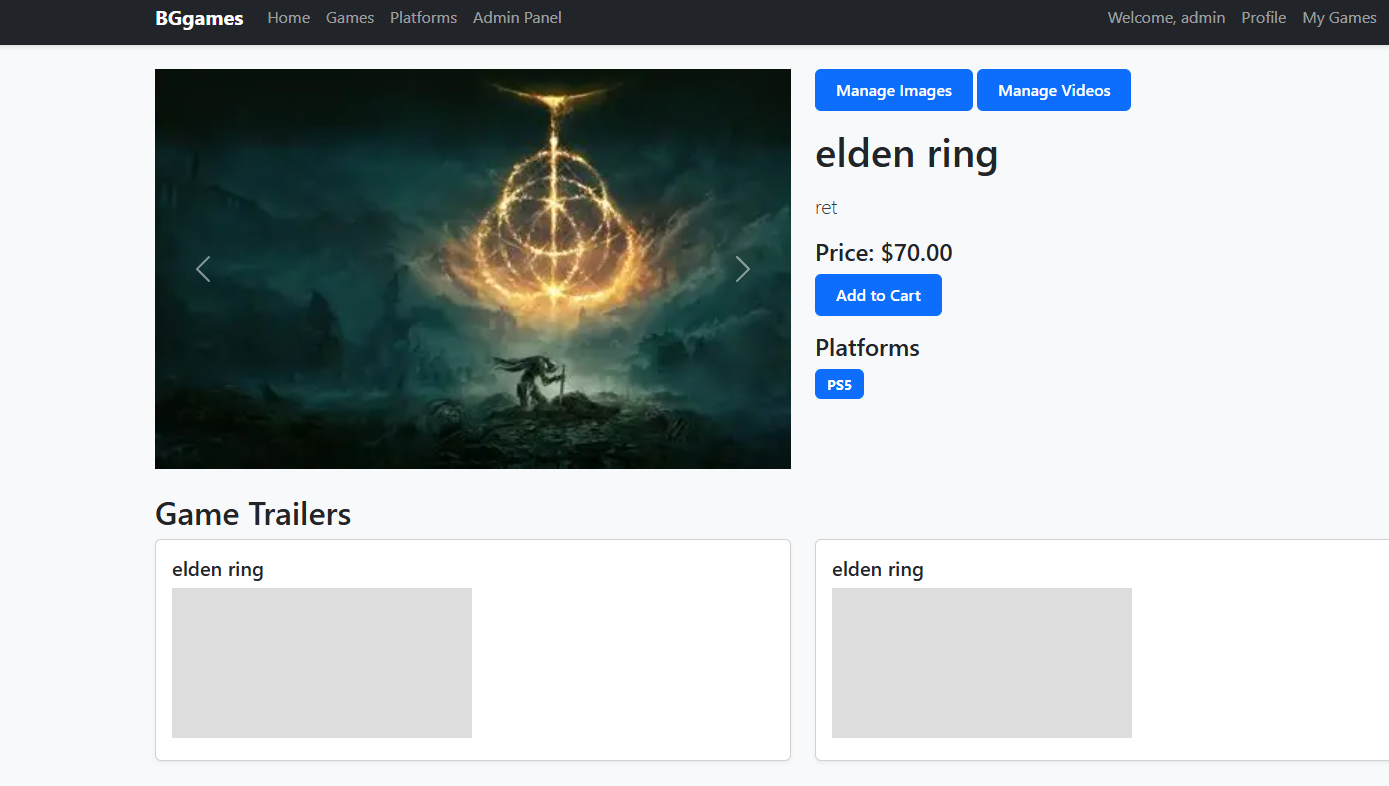 BGgames Home Games Platforms Admin Panel Welcome, admin Profile My Games
Manage Images Manage Videos
elden ring
ret
Price: $70.00
Add to Cart
Platforms
PS5
Game Trailers
elden ring
elden ring